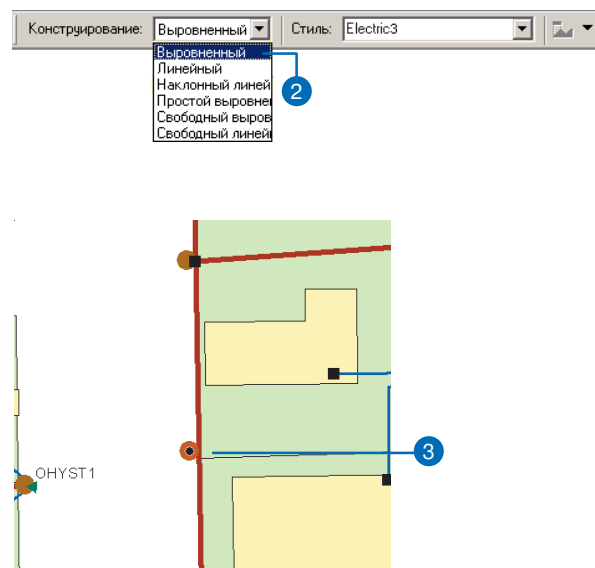 Конструирование: Выровненный Стиль: Electric3
Выровненный
Линейный
Наклонный линей
Простой выровне
Свободный выров
Свободный линей
2
3
OHYST1